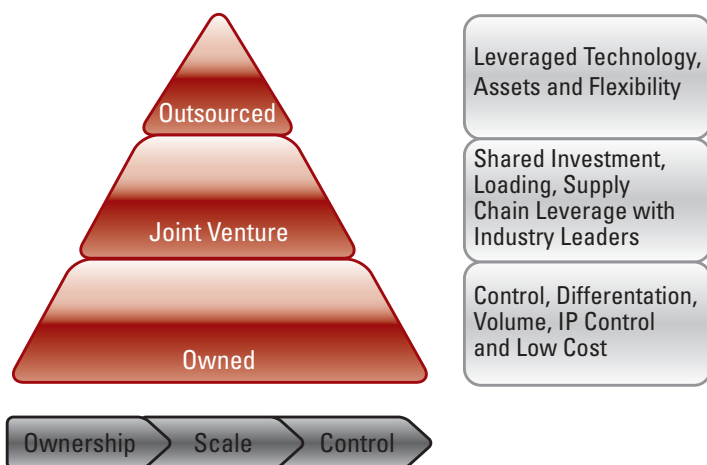 Outsourced
Leveraged Technology,
Assets and Flexibility
Joint Venture
Shared Investment,
Loading, Supply
Chain Leverage with
Industry Leaders
Owned
Control, Differentation,
Volume, IP Control
and Low Cost
Ownership
Scale
Control